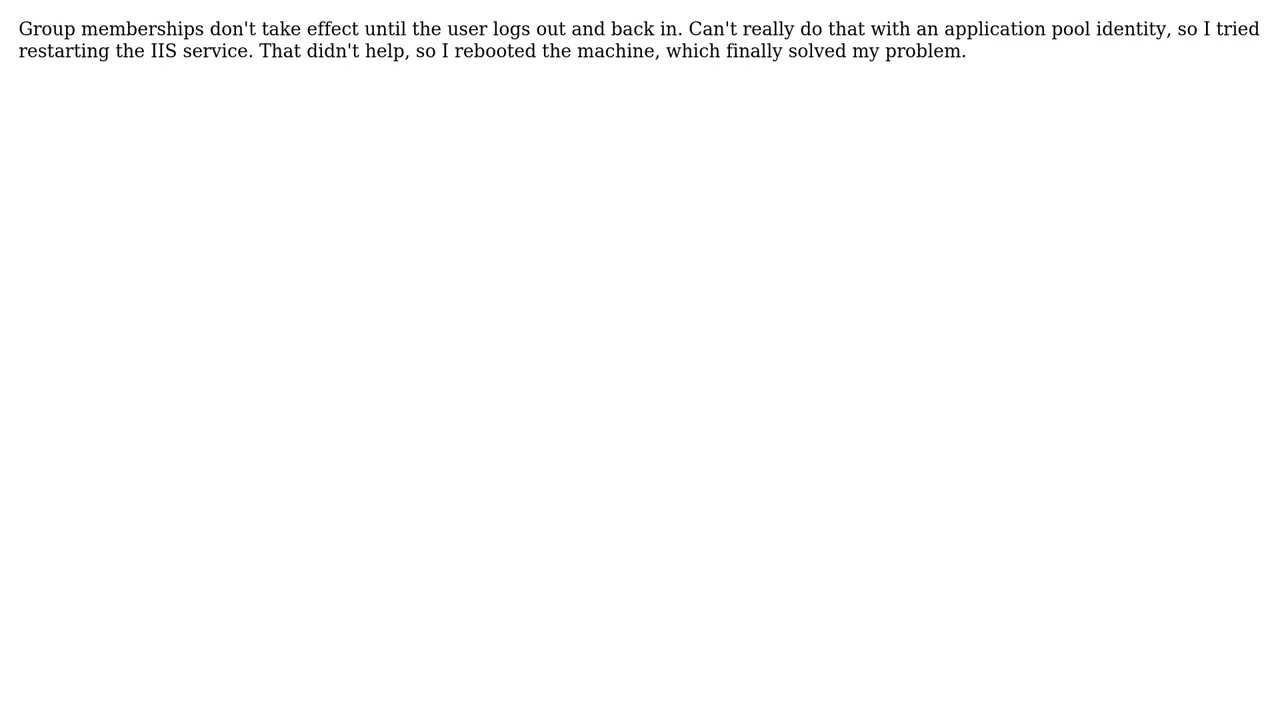 Group memberships don't take effect until the user logs out and back in. Can't really do that with an application pool identity, so I tried
restarting the IIS service. That didn't help, so I rebooted the machine, which finally solved my problem.